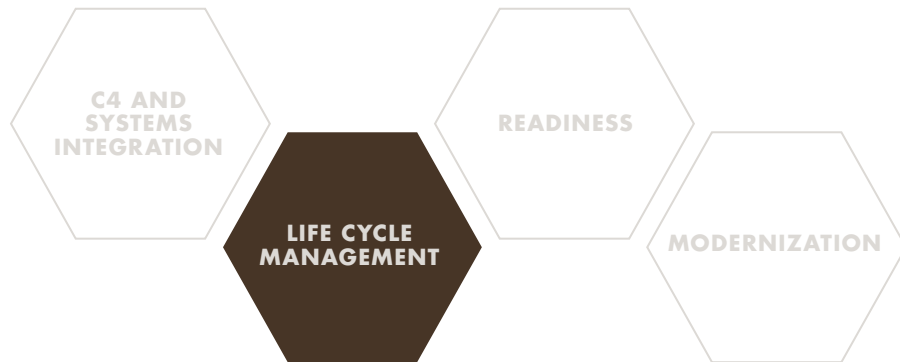 C4 AND
SYSTEMS
INTEGRATION
LIFE CYCLE
MANAGEMENT
READINESS
MODERNIZATION